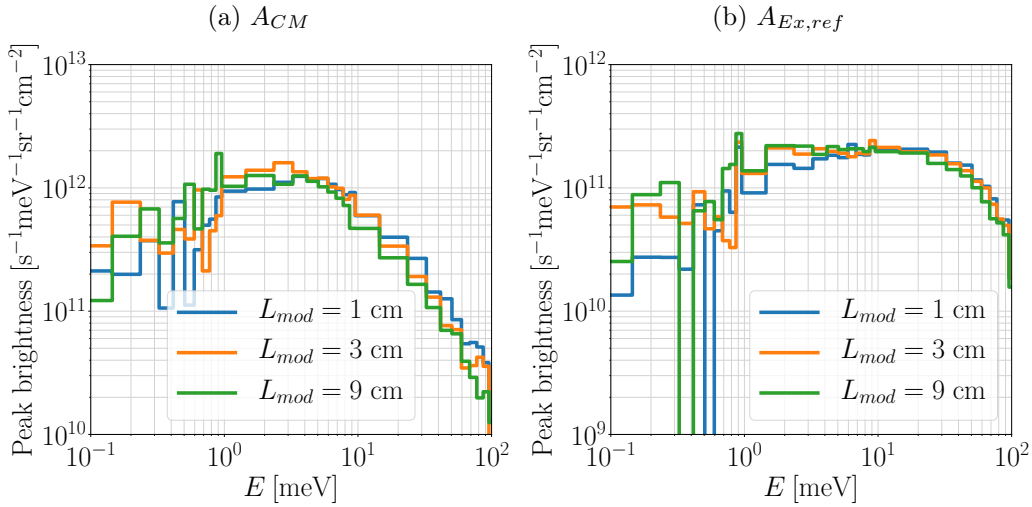 (a) A_{CM}
Peak brightness [s^{−1}meV^{−1}sr^{−1}cm^{−2}]
10^{13}
10^{12}
10^{11}
10^{10}
10^{−1}
10^{0}
10^{1}
10^{2}
E [meV]
L_{mod} = 1 cm
L_{mod} = 3 cm
L_{mod} = 9 cm
(b) A_{Ex,ref}
Peak brightness [s^{−1}meV^{−1}sr^{−1}cm^{−2}]
10^{12}
10^{11}
10^{10}
10^{9}
10^{−1}
10^{0}
10^{1}
10^{2}
E [meV]
L_{mod} = 1 cm
L_{mod} = 3 cm
L_{mod} = 9 cm